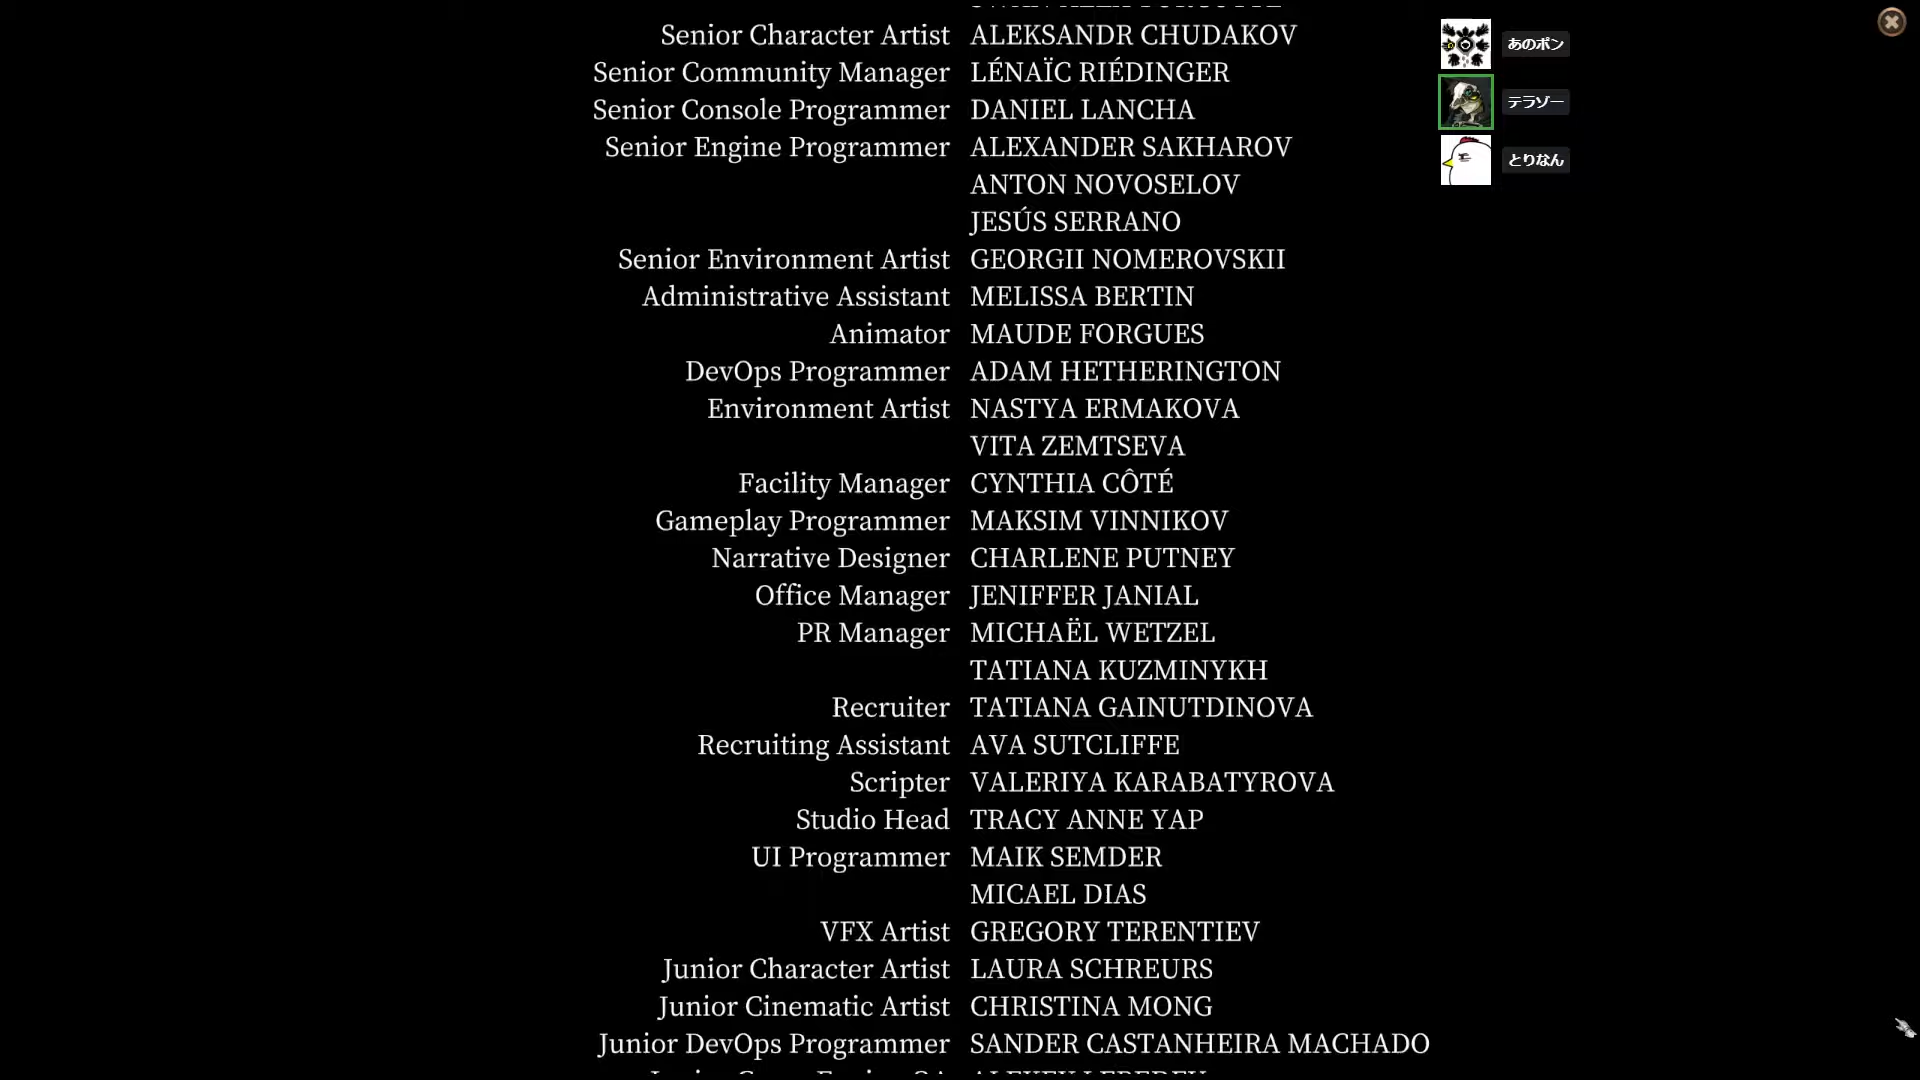 Senior Character Artist ALEKSANDR CHUDAKOV
Senior Community Manager LÉNAÏC RIÉDINGER
Senior Console Programmer DANIEL LANCHA
Senior Engine Programmer ALEXANDER SAKHAROV
ANTON NOVOSELOV
JESÚS SERRANO
Senior Environment Artist GEORGII NOMEROVSKII
Administrative Assistant MELISSA BERTIN
Animator MAUDE FORGUES
DevOps Programmer ADAM HETHERINGTON
Environment Artist NASTYA ERMAKOVA
VITA ZEMTSEVA
Facility Manager CYNTHIA CÔTÉ
Gameplay Programmer MAKSIM VINNIKOV
Narrative Designer CHARLENE PUTNEY
Office Manager JENIFFER JANIAL
PR Manager MICHAËL WETZEL
TATIANA KUZMINYKH
Recruiter TATIANA GAINUTDINOVA
Recruiting Assistant AVA SUTCLIFFE
Scripter VALERIYA KARABATYROVA
Studio Head TRACY ANNE YAP
UI Programmer MAIK SEMDER
MICAEL DIAS
VFX Artist GREGORY TERENTIEV
Junior Character Artist LAURA SCHREURS
Junior Cinematic Artist CHRISTINA MONG
Junior DevOps Programmer SANDER CASTANHEIRA MACHADO
あのポン
テラゾー
とりなん